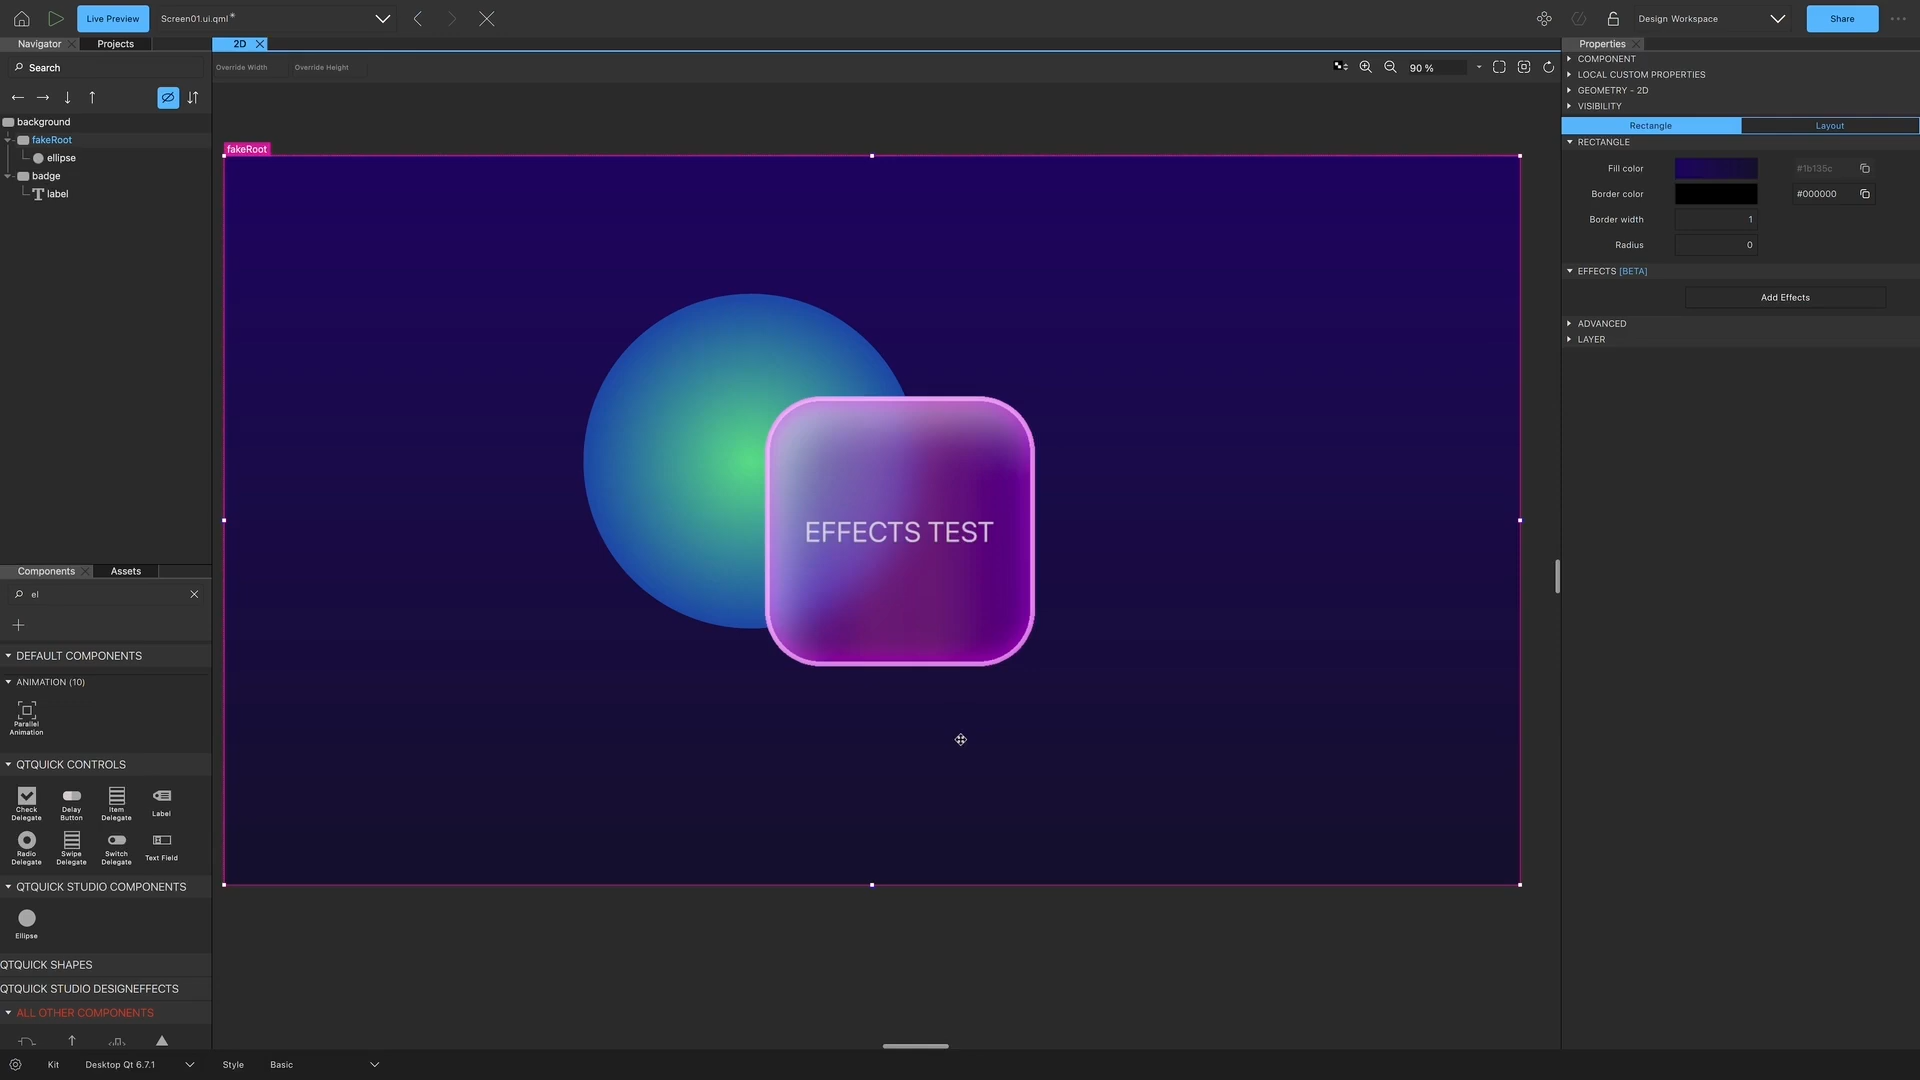 Live Preview
Screen01.ui.qml*
Design Workspace
Share
Navigator
Projects
2D
Properties
Search
Override Width
Override Height
90 %
COMPONENT
LOCAL CUSTOM PROPERTIES
GEOMETRY - 2D
VISIBILITY
background
fakeRoot
ellipse
badge
label
fakeRoot
Rectangle
Layout
RECTANGLE
Fill color
#1b135c
Border color
#000000
Border width
1
Radius
0
EFFECTS [BETA]
Add Effects
ADVANCED
LAYER
EFFECTS TEST
Components
Assets
el
DEFAULT COMPONENTS
ANIMATION (10)
Parallel
Animation
QTQUICK CONTROLS
Check
Delegate
Delay
Button
Item
Delegate
Label
Radio
Delegate
Swipe
Delegate
Switch
Delegate
Text Field
QTQUICK STUDIO COMPONENTS
Ellipse
QTQUICK SHAPES
QTQUICK STUDIO DESIGNEFFECTS
ALL OTHER COMPONENTS
Kit
Desktop Qt 6.7.1
Style
Basic